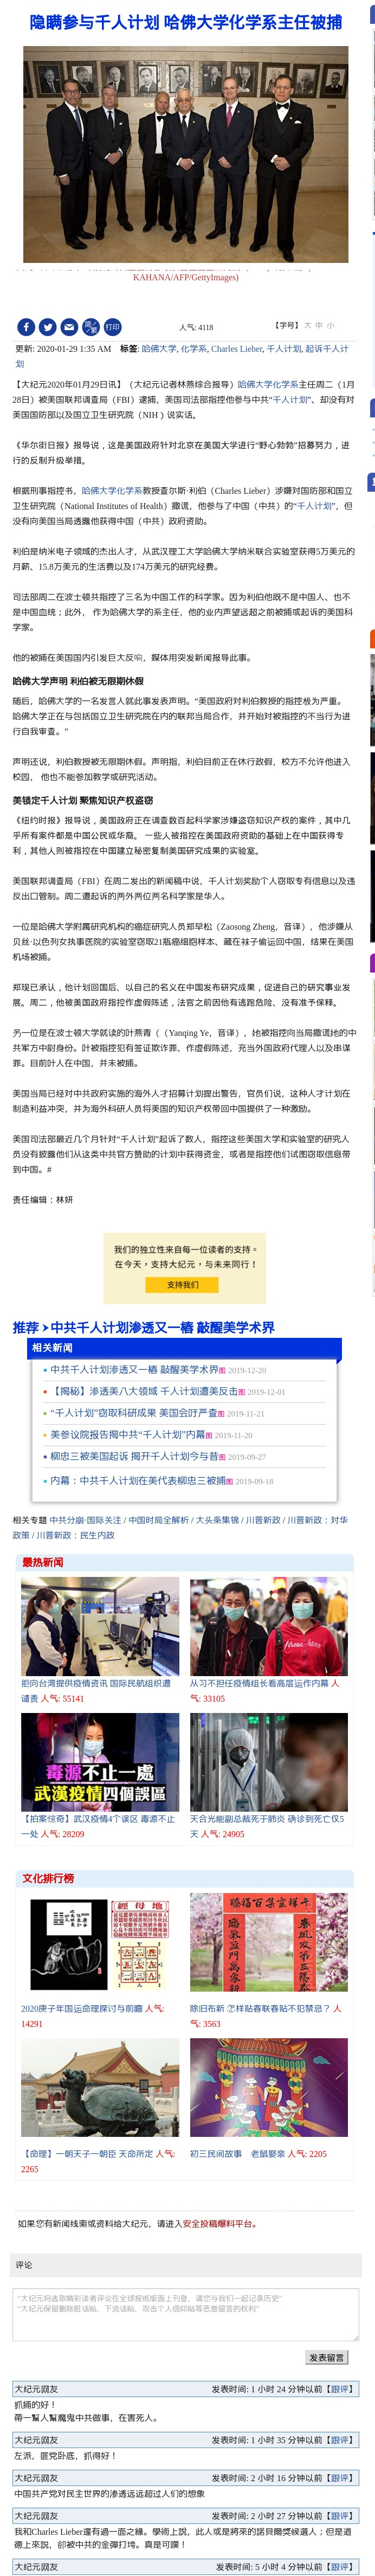 隐瞒参与千人计划 哈佛大学化学系主任被捕
KAHANA/AFP/GettyImages)
简 繁 打印
人气: 4118
【字号】 大 中 小
更新: 2020-01-29 1:35 AM 标签: 哈佛大学, 化学系, Charles Lieber, 千人计划, 起诉千人计
划
【大纪元2020年01月29日讯】（大纪元记者林燕综合报导）哈佛大学化学系主任周二（1月
28日）被美国联邦调查局（FBI）逮捕，美国司法部指控他参与中共“千人计划”、却没有对
美国国防部以及国立卫生研究院（NIH）说实话。
《华尔街日报》报导说，这是美国政府针对北京在美国大学进行“野心勃勃”招募努力，进
行的反制升级举措。
根据刑事指控书，哈佛大学化学系教授查尔斯·利伯（Charles Lieber）涉嫌对国防部和国立
卫生研究院（National Institutes of Health）撒谎，他参与了中国（中共）的“千人计划”，但
没有向美国当局透露他获得中国（中共）政府资助。
利伯是纳米电子领域的杰出人才，从武汉理工大学哈佛大学纳米联合实验室获得5万美元的
月薪、15.8万美元的生活费以及174万美元的研究经费。
司法部周二在波士顿共指控了三名为中国工作的科学家。因为利伯他既不是中国人、也不
是中国血统；此外， 作为哈佛大学的系主任，他的业内声望远超之前被捕或起诉的美国科
学家。
他的被捕在美国国内引发巨大反响，媒体用突发新闻报导此事。
哈佛大学声明 利伯被无限期休假
随后，哈佛大学的一名发言人就此事发表声明。“美国政府对利伯教授的指控极为严重。
哈佛大学正在与包括国立卫生研究院在内的联邦当局合作，并开始对被指控的不当行为进
行自我审查。”
声明还说，利伯教授被无限期休假。声明指，利伯目前正在休行政假，校方不允许他进入
校园， 他也不能参加教学或研究活动。
美锁定千人计划 聚焦知识产权盗窃
《纽约时报》报导说，美国政府正在调查数百起科学家涉嫌盗窃知识产权的案件，其中几
乎所有案件都是中国公民或华裔。 一些人被指控在美国政府资助的基础上在中国获得专
利，其他人则被指控在中国建立秘密复制美国研究成果的实验室。
美国联邦调查局（FBI）在周二发出的新闻稿中说，千人计划奖励个人窃取专有信息以及违
反出口管制。周二遭起诉的两外两位两名科学家是华人。
一位是哈佛大学附属研究机构的癌症研究人员郑早松（Zaosong Zheng，音译），他涉嫌从
贝丝·以色列女执事医院的实验室窃取21瓶癌细胞样本、藏在袜子偷运回中国，结果在美国
机场被捕。
郑现已承认，他计划回国后、以自己的名义在中国发布研究成果，促进自己的研究事业发
展。周二，他被美国政府指控作虚假陈述，法官之前因他有逃跑危险、没有准予保释。
另一位是在波士顿大学就读的叶燕青（（Yanqing Ye，音译），她被指控向当局撒谎她的中
共军方中尉身份。叶被指控犯有签证欺诈罪、作虚假陈述，充当外国政府代理人以及串谋
罪。目前叶人在中国，并未被捕。
美国当局已经对中共政府实施的海外人才招募计划提出警告，官员们说，这种人才计划在
制造利益冲突，并为海外科研人员将美国的知识产权带回中国提供了一种激励。
美国司法部最近几个月针对“千人计划”起诉了数人，指控这些美国大学和实验室的研究人
员没有披露他们从这类中共官方赞助的计划中获得资金，或者是指控他们试图窃取信息带
到中国。#
责任编辑：林妍
我们的独立性来自每一位读者的支持。
在今天，支持大纪元，与未来同行！
支持我们
推荐 中共千人计划渗透又一樁 敲醒美学术界
相关新闻
中共千人计划渗透又一樁 敲醒美学术界图 2019-12-20
【揭秘】渗透美八大領域 千人计划遭美反击图 2019-12-01
“千人计划”窃取科研成果 美国会吁严查图 2019-11-21
美参议院报告揭中共“千人计划”内幕图 2019-11-20
柳忠三被美国起诉 揭开千人计划今与昔图 2019-09-27
内幕：中共千人计划在美代表柳忠三被捕图 2019-09-18
相关专题 中共分崩·国际关注 / 中国时局全解析 / 大头条集锦 / 川普新政 / 川普新政：对华
政策 / 川普新政：民生内政
最热新闻
拒向台湾提供疫情资讯 国际民航组织遭
谴责 人气: 55141
从习不担任疫情组长看高层运作内幕 人
气: 33105
毒源不止一處
武漢疫情四個誤區
【拍案惊奇】武汉疫情4个误区 毒源不止
一处 人气: 28209
天合光能副总裁死于肺炎 确诊到死亡仅5
天 人气: 24905
文化排行榜
經母地
2020庚子年国运命理探讨与前瞻 人气:
14291
除旧布新 怎样贴春联春贴不犯禁忌？ 人
气: 3563
【命理】一朝天子一朝臣 天命所定 人气:
2265
初三民间故事 老鼠娶亲 人气: 2205
如果您有新闻线索或资料给大纪元，请进入安全投稿爆料平台。
评论
“大纪元将选取精彩读者评论在全球报纸版面上刊登，请您与我们一起记录历史”
“大纪元保留删除脏话贴、下流话贴、攻击个人信仰贴等恶意留言的权利”
发表留言
大纪元网友 发表时间: 1 小时 24 分钟以前【跟评】
抓捕的好！
帶一幫人幫魔鬼中共做事，在害死人。
大纪元网友 发表时间: 1 小时 35 分钟以前【跟评】
左派，匪党卧底，抓得好！
大纪元网友 发表时间: 2 小时 16 分钟以前【跟评】
中国共产党对民主世界的渗透远远超过人们的想象
大纪元网友 发表时间: 2 小时 27 分钟以前【跟评】
我和Charles Lieber還有過一面之緣。學術上説，此人或是將來的諾貝爾獎候選人；但是道
德上來説，卻被中共的金彈打垮。真是可嘆！
大纪元网友 发表时间: 5 小时 4 分钟以前【跟评】